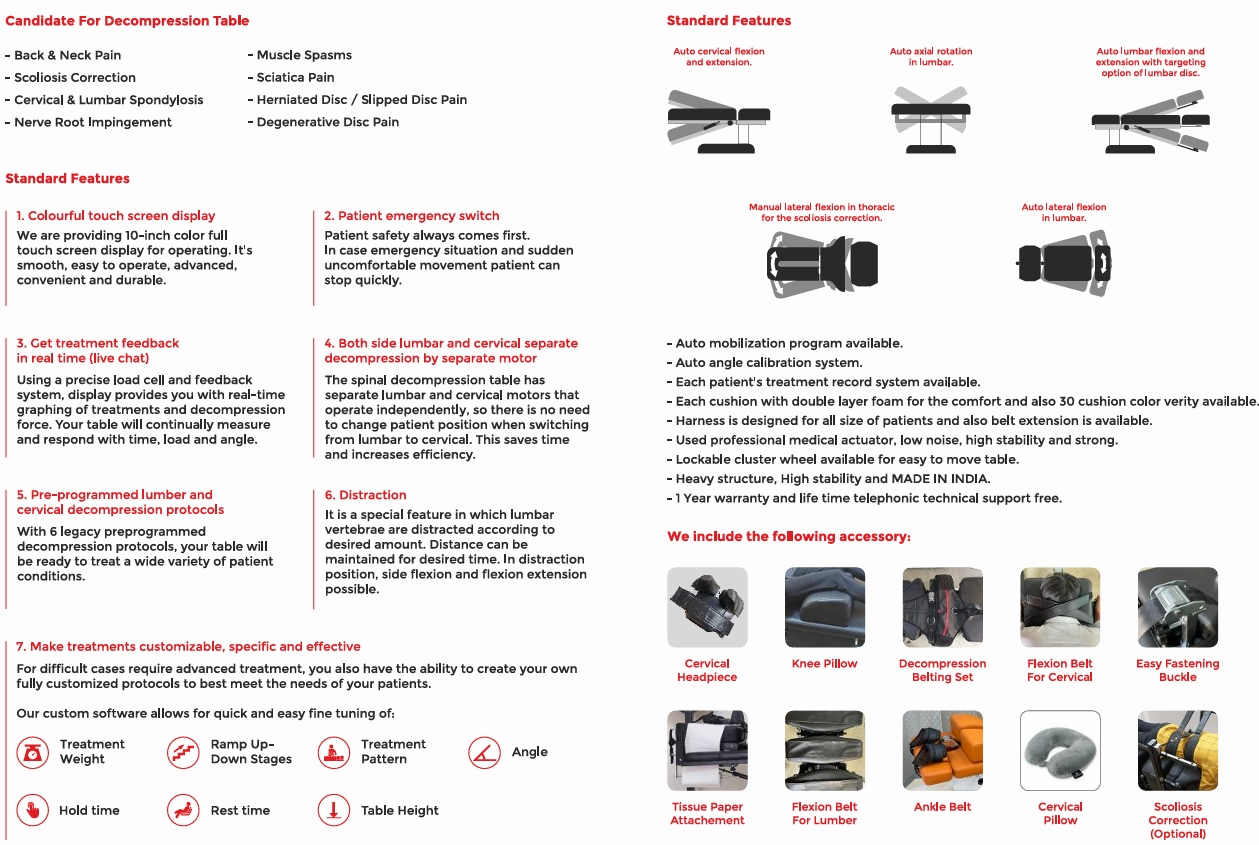 Candidate For Decompression Table
- Back & Neck Pain
- Scoliosis Correction
- Cervical & Lumbar Spondylosis
- Nerve Root Impingement
- Muscle Spasms
- Sciatica Pain
- Herniated Disc / Slipped Disc Pain
- Degenerative Disc Pain
Standard Features
1. Colourful touch screen display
We are providing 10-inch color full
touch screen display for operating. It's
smooth, easy to operate, advanced,
convenient and durable.
2. Patient emergency switch
Patient safety always comes first.
In case emergency situation and sudden
uncomfortable movement patient can
stop quickly.
3. Get treatment feedback
in real time (live chat)
Using a precise load cell and feedback
system, display provides you with real-time
graphing of treatments and decompression
force. Your table will continually measure
and respond with time, load and angle.
4. Both side lumbar and cervical separate
decompression by separate motor
The spinal decompression table has
separate lumbar and cervical motors that
operate independently, so there is no need
to change patient position when switching
from lumbar to cervical. This saves time
and increases efficiency.
5. Pre-programmed lumber and
cervical decompression protocols
With 6 legacy preprogrammed
decompression protocols, your table will
be ready to treat a wide variety of patient
conditions.
6. Distraction
It is a special feature in which lumbar
vertebrae are distracted according to
desired amount. Distance can be
maintained for desired time. In distraction
position, side flexion and flexion extension
possible.
7. Make treatments customizable, specific and effective
For difficult cases require advanced treatment, you also have the ability to create your own
fully customized protocols to best meet the needs of your patients.
Our custom software allows for quick and easy fine tuning of:
Treatment
Weight
Ramp Up-
Down Stages
Treatment
Pattern
Angle
Hold time
Rest time
Table Height
Standard Features
Auto cervical flexion
and extension.
Auto axial rotation
in lumbar.
Auto lumbar flexion and
extension with targeting
option of lumbar disc.
Manual lateral flexion in thoracic
for the scoliosis correction.
Auto lateral flexion
in lumbar.
- Auto mobilization program available.
- Auto angle calibration system.
- Each patient's treatment record system available.
- Each cushion with double layer foam for the comfort and also 30 cushion color verity available.
- Harness is designed for all size of patients and also belt extension is available.
- Used professional medical actuator, low noise, high stability and strong.
- Lockable cluster wheel available for easy to move table.
- Heavy structure, High stability and MADE IN INDIA.
- 1 Year warranty and life time telephonic technical support free.
We include the following accessory:
Cervical
Headpiece
Knee Pillow
Decompression
Belting Set
Flexion Belt
For Cervical
Easy Fastening
Buckle
Tissue Paper
Attachement
Flexion Belt
For Lumber
Ankle Belt
Cervical
Pillow
Scoliosis
Correction
(Optional)